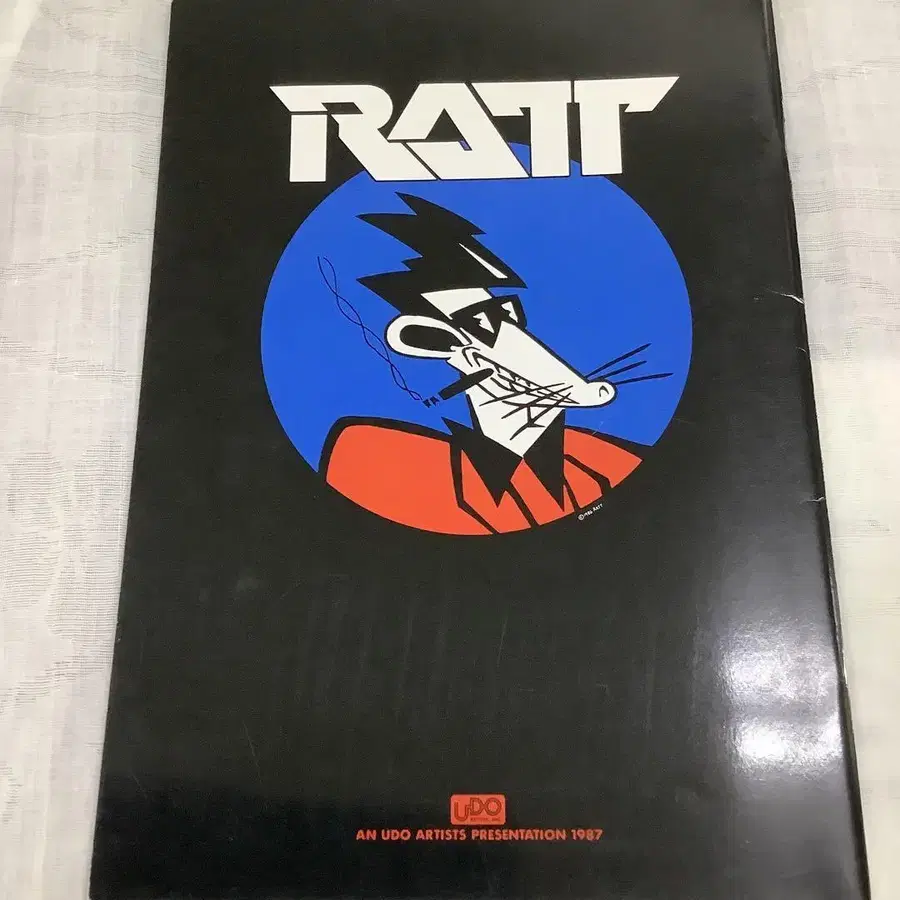 RATT
©1986 RATT
UDO
AN UDO ARTISTS PRESENTATION 1987